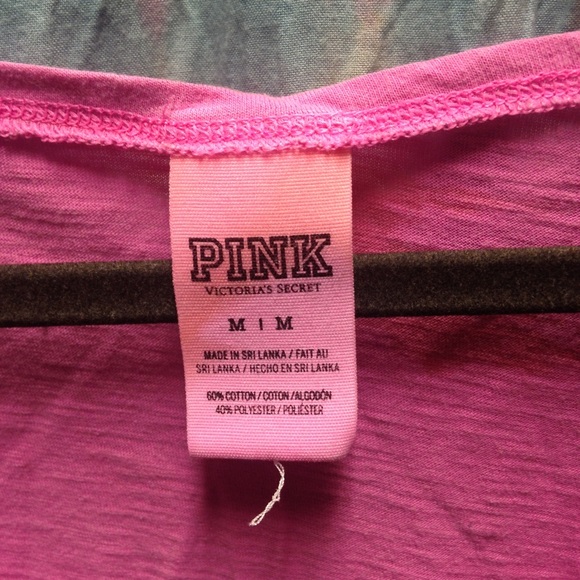 PINK
VICTORIA'S SECRET
M | M
MADE IN SRI LANKA / FAIT AU
SRI LANKA / HECHO EN SRI LANKA
60% COTTON / COTON / ALGODÓN
40% POLYESTER / POLIÉSTER